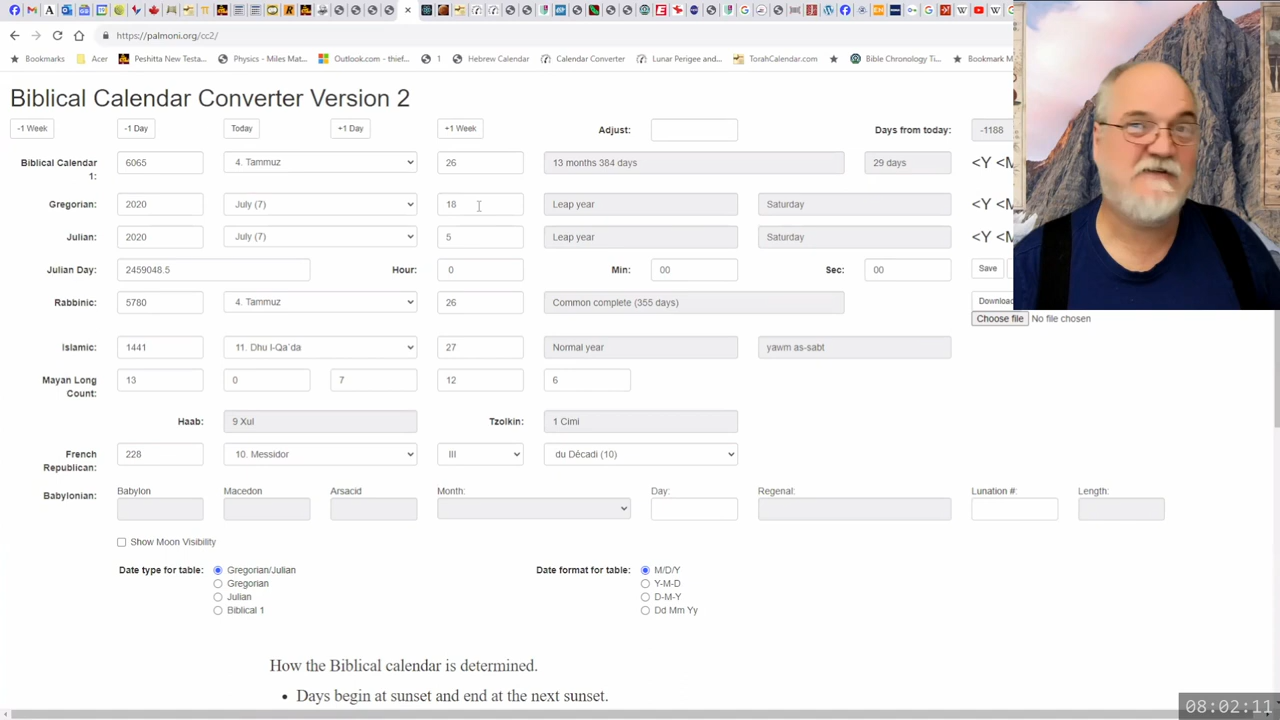 https://palmoni.org/cc2/
Bookmarks Acer Peshitta New Testa... Physics - Miles Mat... Outlook.com - thief... 1 Hebrew Calendar Calendar Converter Lunar Perigee and... TorahCalendar.com Bible Chronology Ti... Bookmark M
Biblical Calendar Converter Version 2
-1 Week -1 Day Today +1 Day +1 Week Adjust: Days from today: -1188
Biblical Calendar 1: 6065 4. Tammuz 26 13 months 384 days 29 days <Y <M
Gregorian: 2020 July (7) 18 Leap year Saturday <Y <M
Julian: 2020 July (7) 5 Leap year Saturday <Y <M
Julian Day: 2459048.5 Hour: 0 Min: 00 Sec: 00 Save
Rabbinic: 5780 4. Tammuz 26 Common complete (355 days) Download
Choose file No file chosen
Islamic: 1441 11. Dhu l-Qa`da 27 Normal year yawm as-sabt
Mayan Long Count: 13 0 7 12 6
Haab: 9 Xul Tzolkin: 1 Cimi
French Republican: 228 10. Messidor III du Décadi (10)
Babylonian: Babylon Macedon Arsacid Month: Day: Regenal: Lunation #: Length:
Show Moon Visibility
Date type for table: Gregorian/Julian Date format for table: M/D/Y
Gregorian Y-M-D
Julian D-M-Y
Biblical 1 Dd Mm Yy
How the Biblical calendar is determined.
• Days begin at sunset and end at the next sunset.
08:02:11